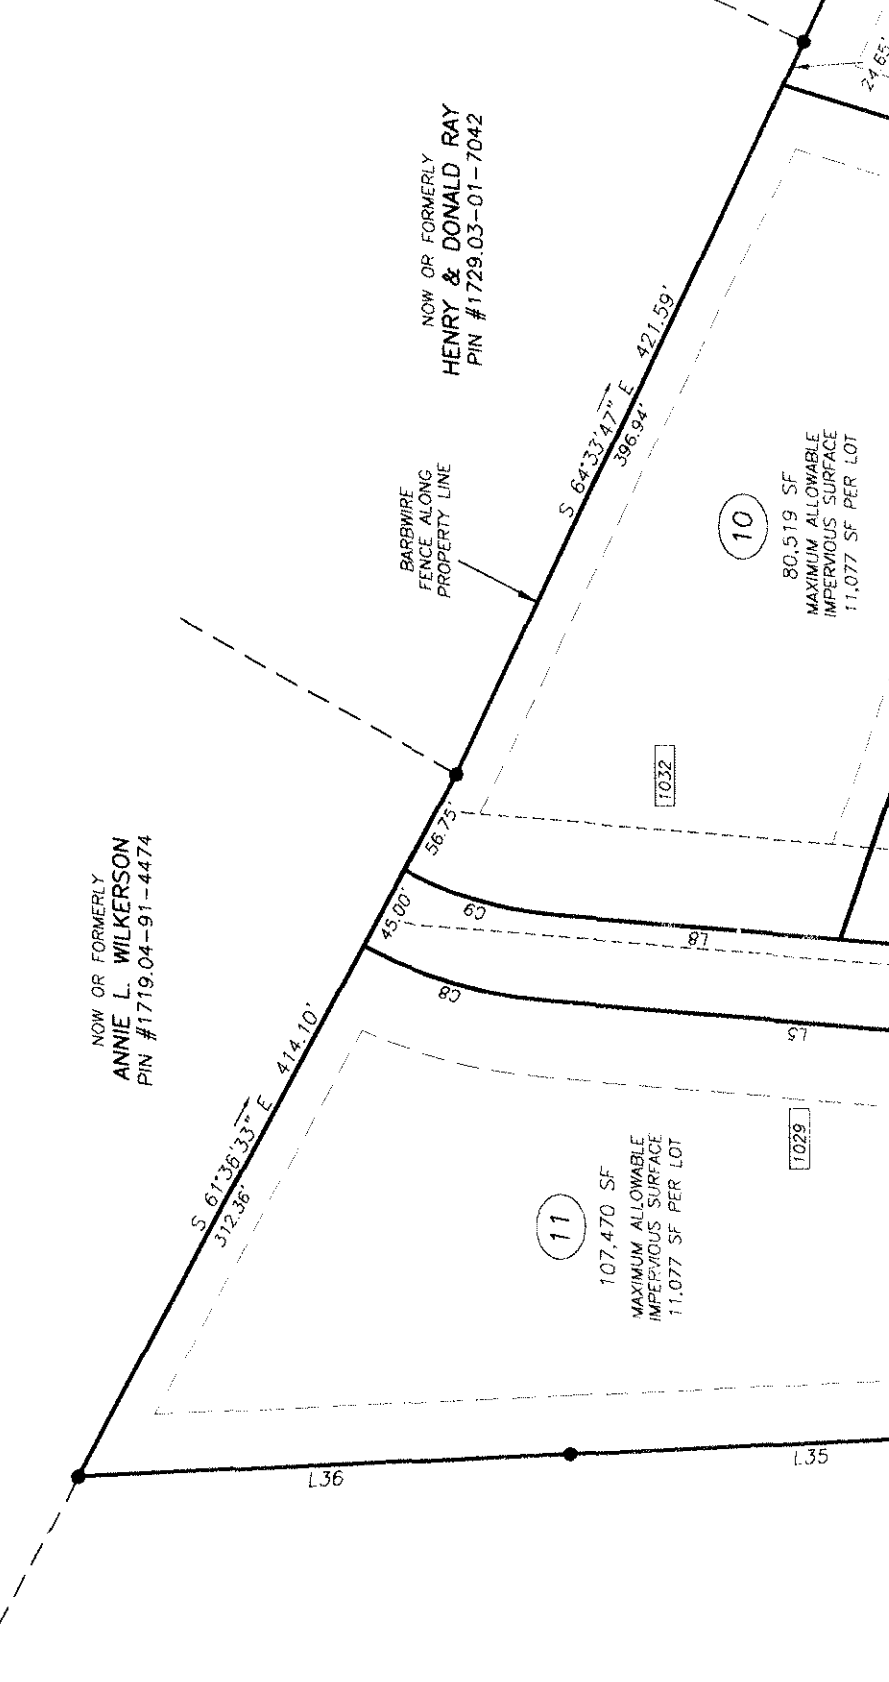 NOW OR FORMERLY
ANNIE L. WILKERSON
PIN #1719.04-91-4474
NOW OR FORMERLY
HENRY & DONALD RAY
PIN #1729.03-01-7042
BARBWIRE
FENCE ALONG
PROPERTY LINE
S 61°36'33" E 414.10'
312.36'
45.00'
56.75'
S 64°33'47" E 421.59'
396.94'
24.65'
C8
C9
L8
L5
1032
1029
10
80,519 SF
MAXIMUM ALLOWABLE
IMPERVIOUS SURFACE
11,077 SF PER LOT
11
107,470 SF
MAXIMUM ALLOWABLE
IMPERVIOUS SURFACE
11,077 SF PER LOT
L36
L35